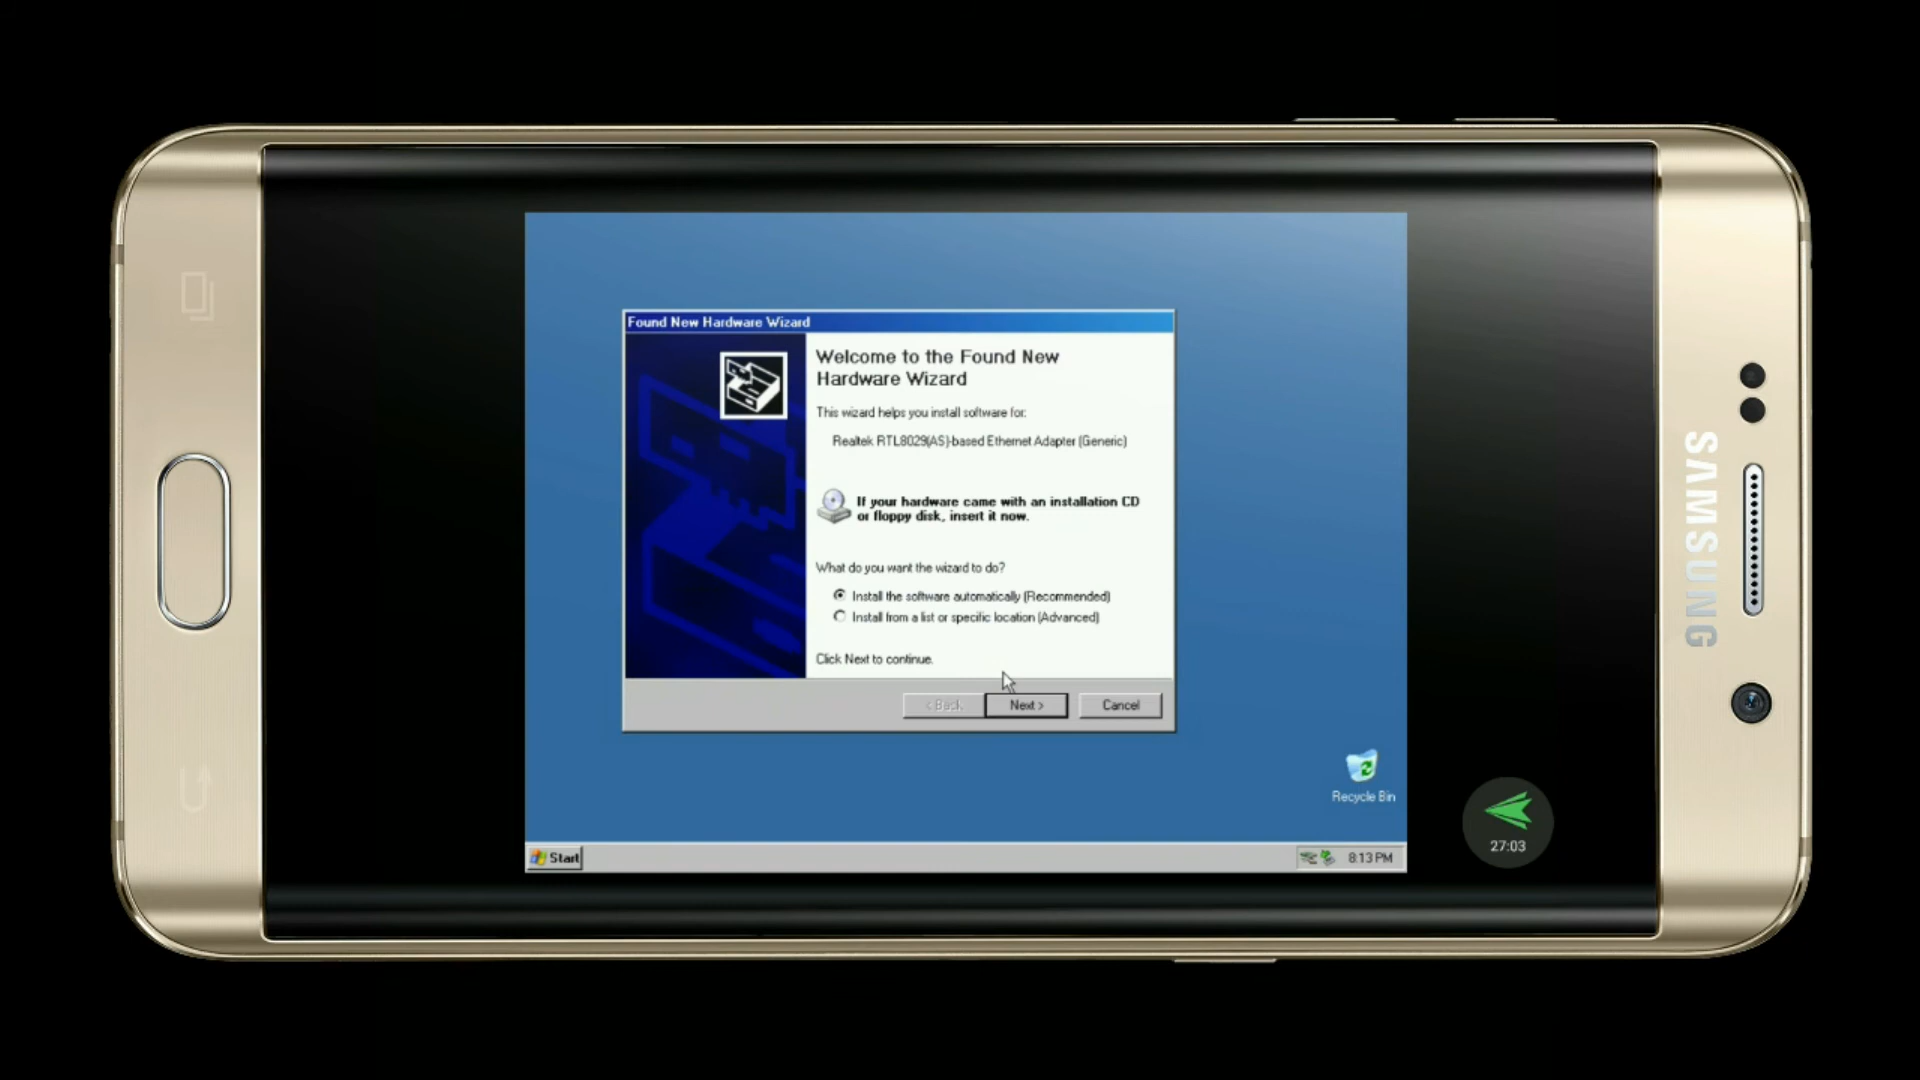 Found New Hardware Wizard
Welcome to the Found New
Hardware Wizard
This wizard helps you install software for:
Realtek RTL8029(AS)-based Ethernet Adapter (Generic)
If your hardware came with an installation CD
or floppy disk, insert it now.
What do you want the wizard to do?
Install the software automatically (Recommended)
Install from a list or specific location (Advanced)
Click Next to continue.
< Back
Next >
Cancel
Recycle Bin
Start
8:13 PM
27:03
SAMSUNG